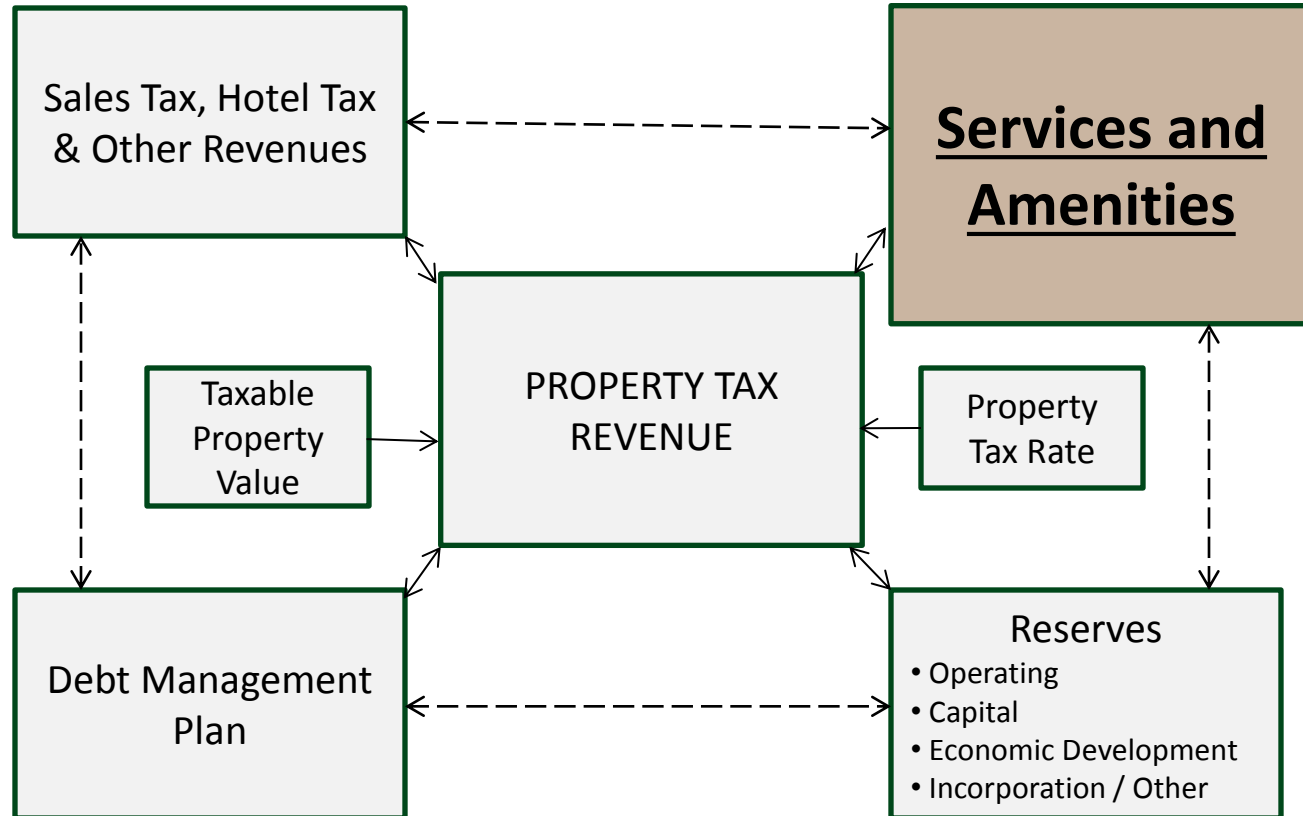 Sales Tax, Hotel Tax
& Other Revenues
Services and
Amenities
Taxable
Property
Value
PROPERTY TAX
REVENUE
Property
Tax Rate
Debt Management
Plan
Reserves
• Operating
• Capital
• Economic Development
• Incorporation / Other